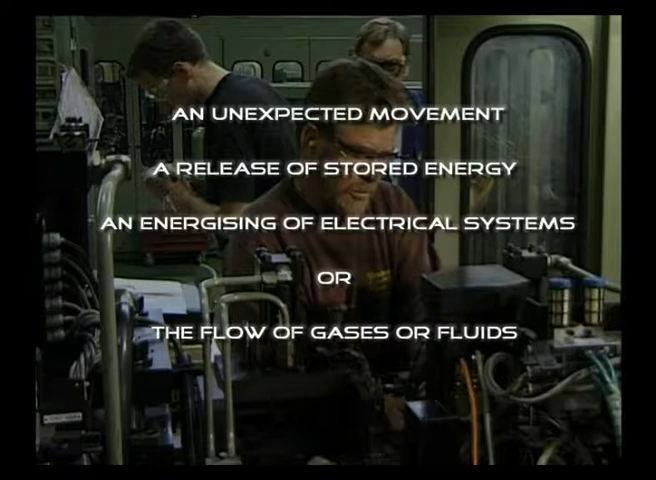 AN UNEXPECTED MOVEMENT
A RELEASE OF STORED ENERGY
AN ENERGISING OF ELECTRICAL SYSTEMS
OR
THE FLOW OF GASES OR FLUIDS